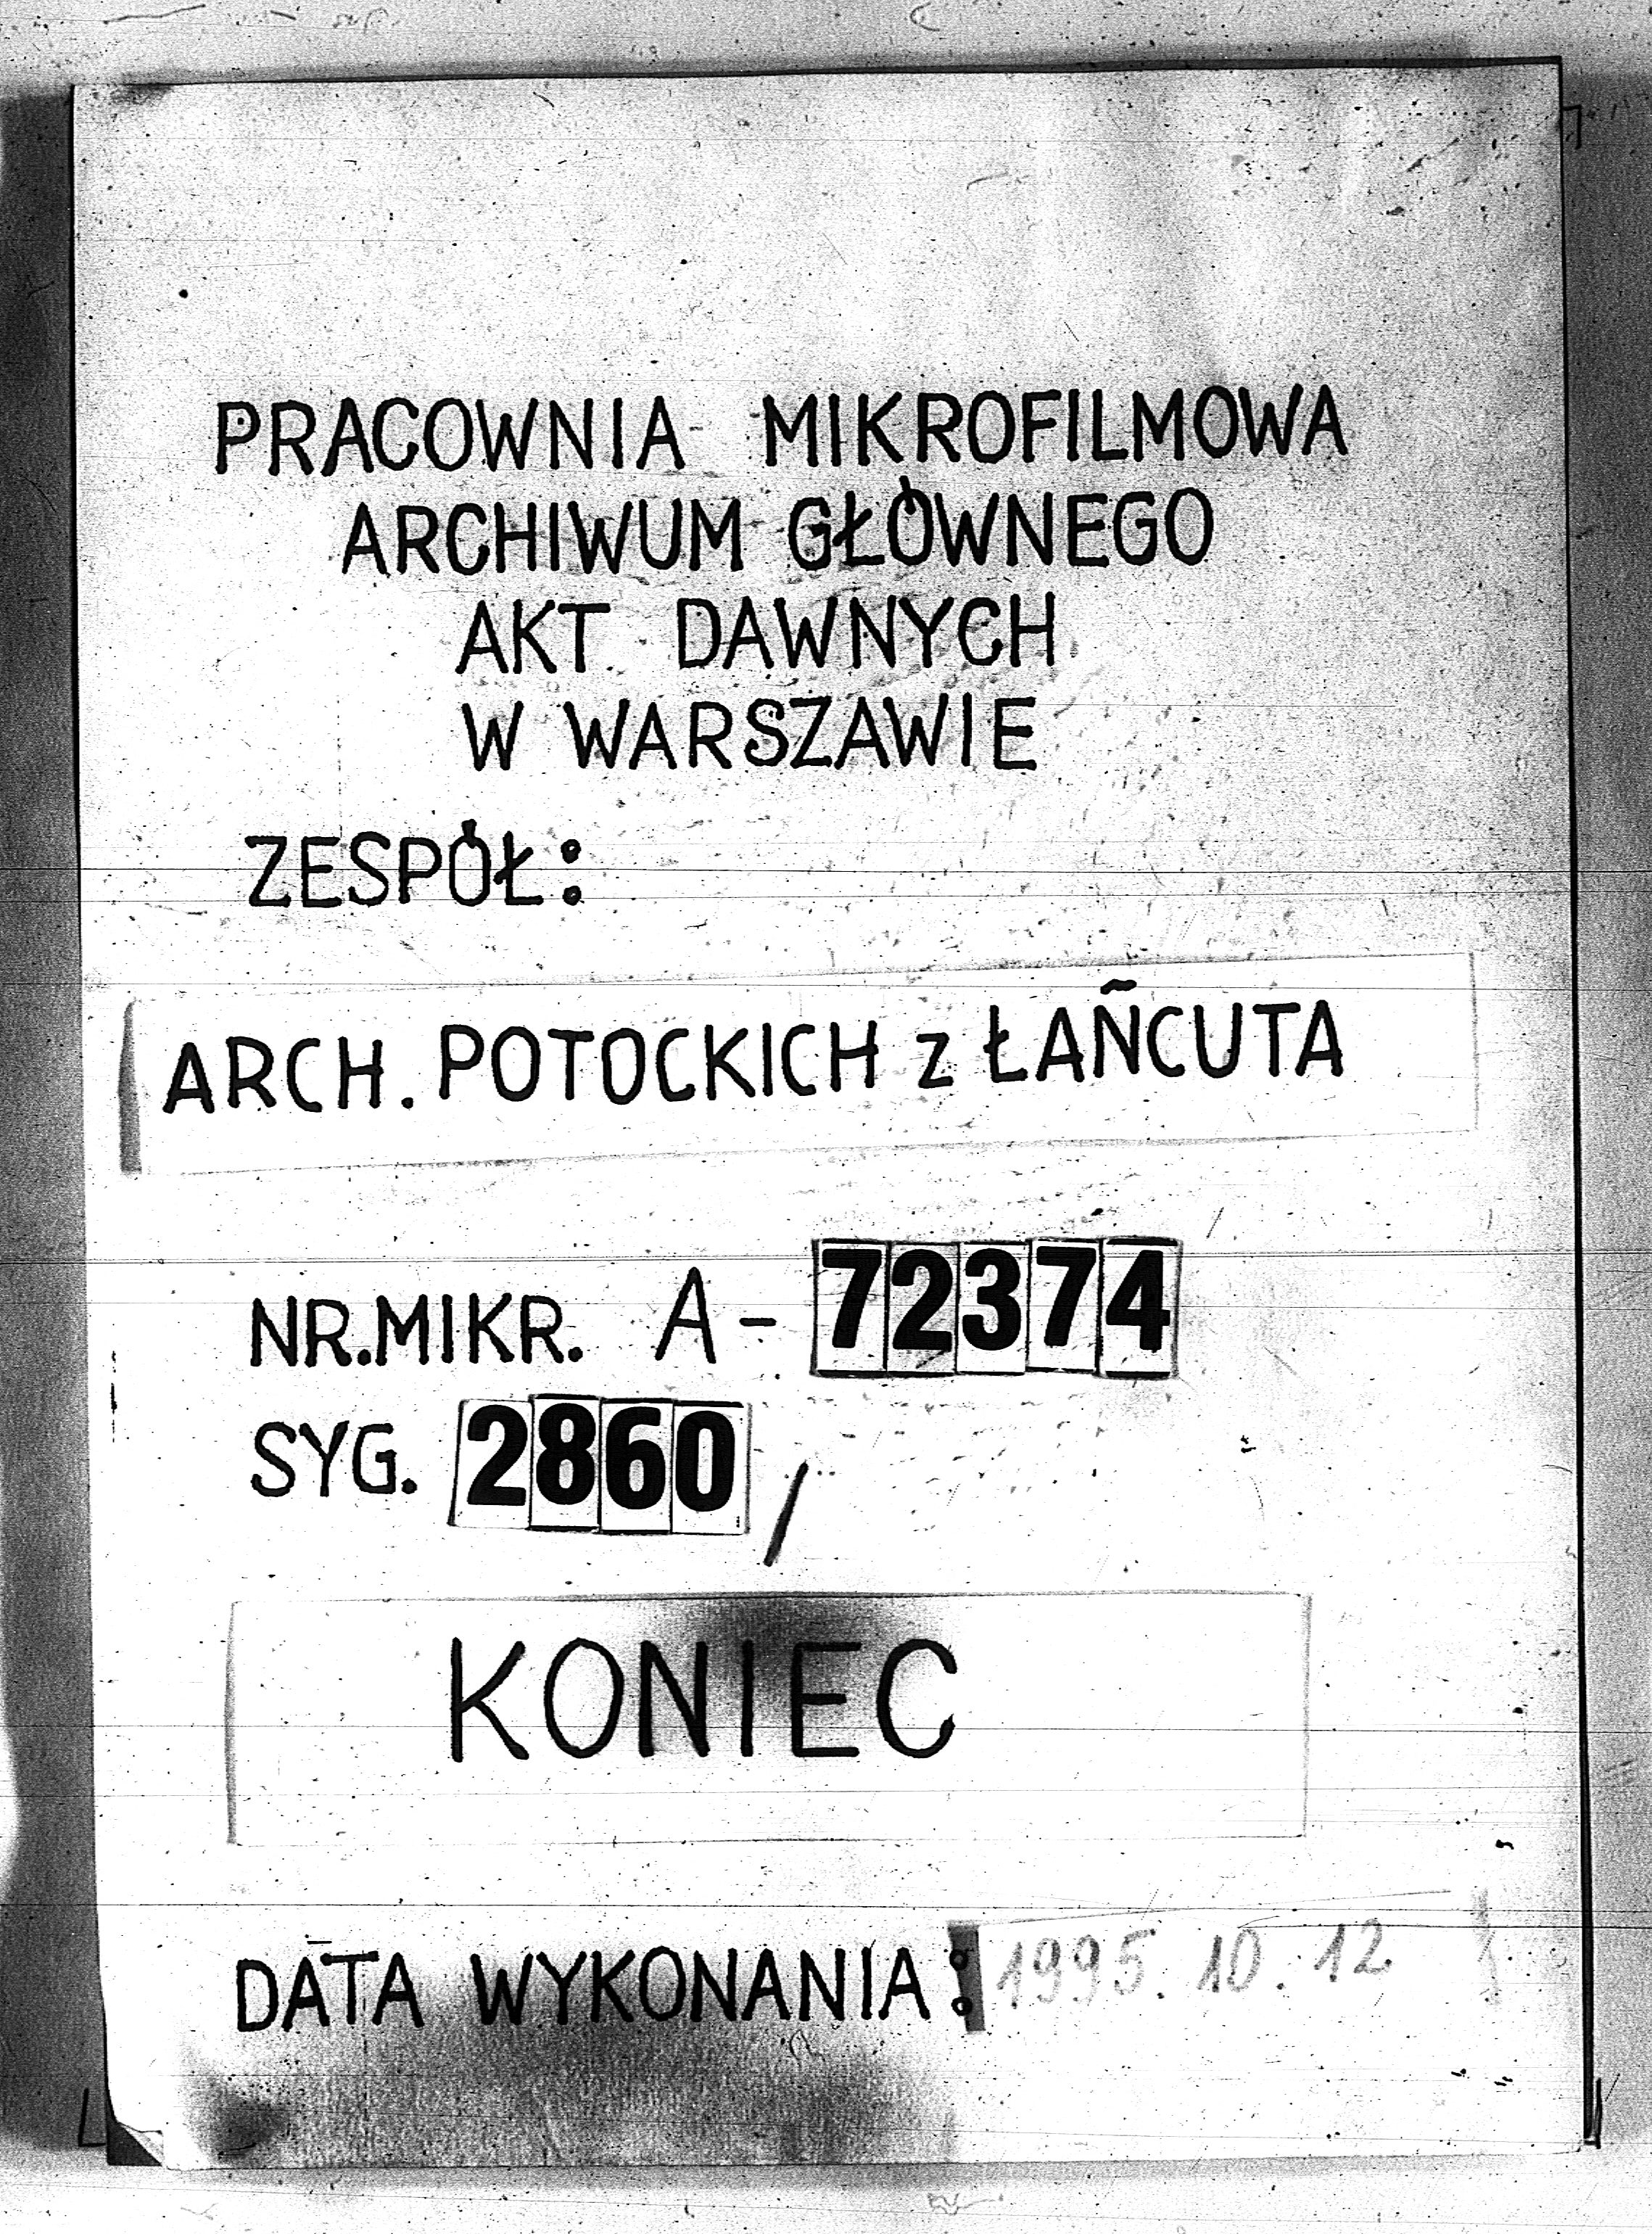 PRACOWNIA MIKROFILMOWA
ARCHIWUM GŁÓWNEGO
AKT DAWNYCH
W WARSZAWIE
ZESPÓŁ:
ARCH. POTOCKICH z ŁAŃCUTA
NR.MIKR. A-72374
SYG. 2860/
KONIEC
DATA WYKONANIA: 1995.10.12